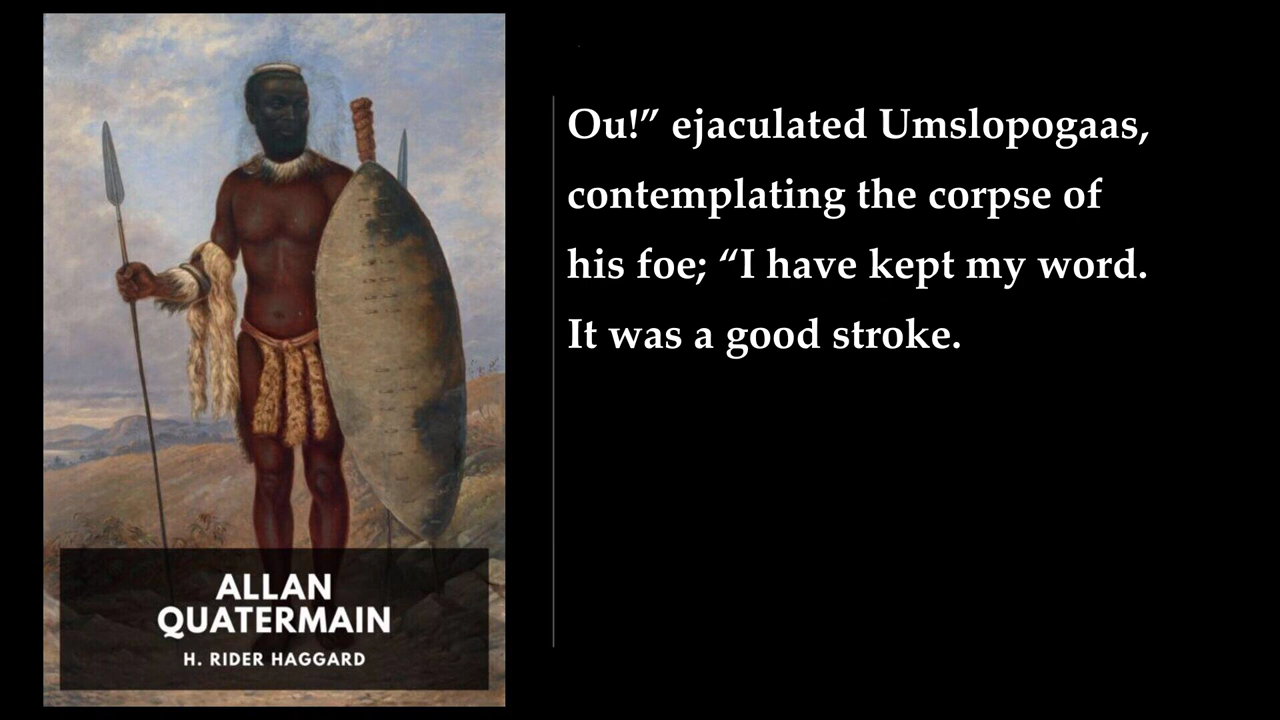 Ou!” ejaculated Umslopogaas,
contemplating the corpse of
his foe; “I have kept my word.
It was a good stroke.
ALLAN
QUATERMAIN
H. RIDER HAGGARD